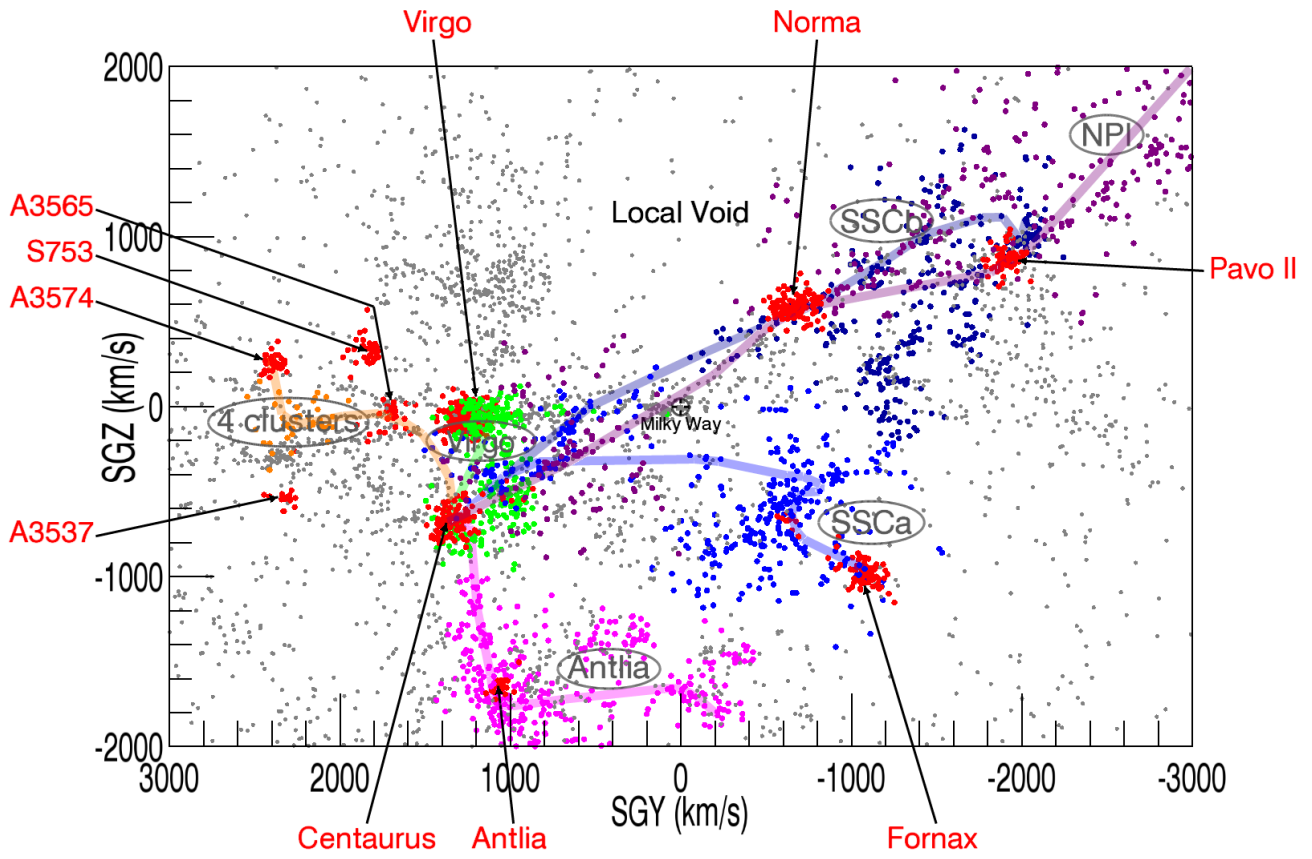 Virgo
Norma
2000
NPI
A3565
SSCb
Local Void
S753
1000
Pavo II
A3574
SGZ (km/s)
0
Milky Way
4 clusters
Virgo
A3537
SSCa
-1000
Antlia
-2000
3000
2000
1000
0
-1000
-2000
-3000
SGY (km/s)
Centaurus
Antlia
Fornax